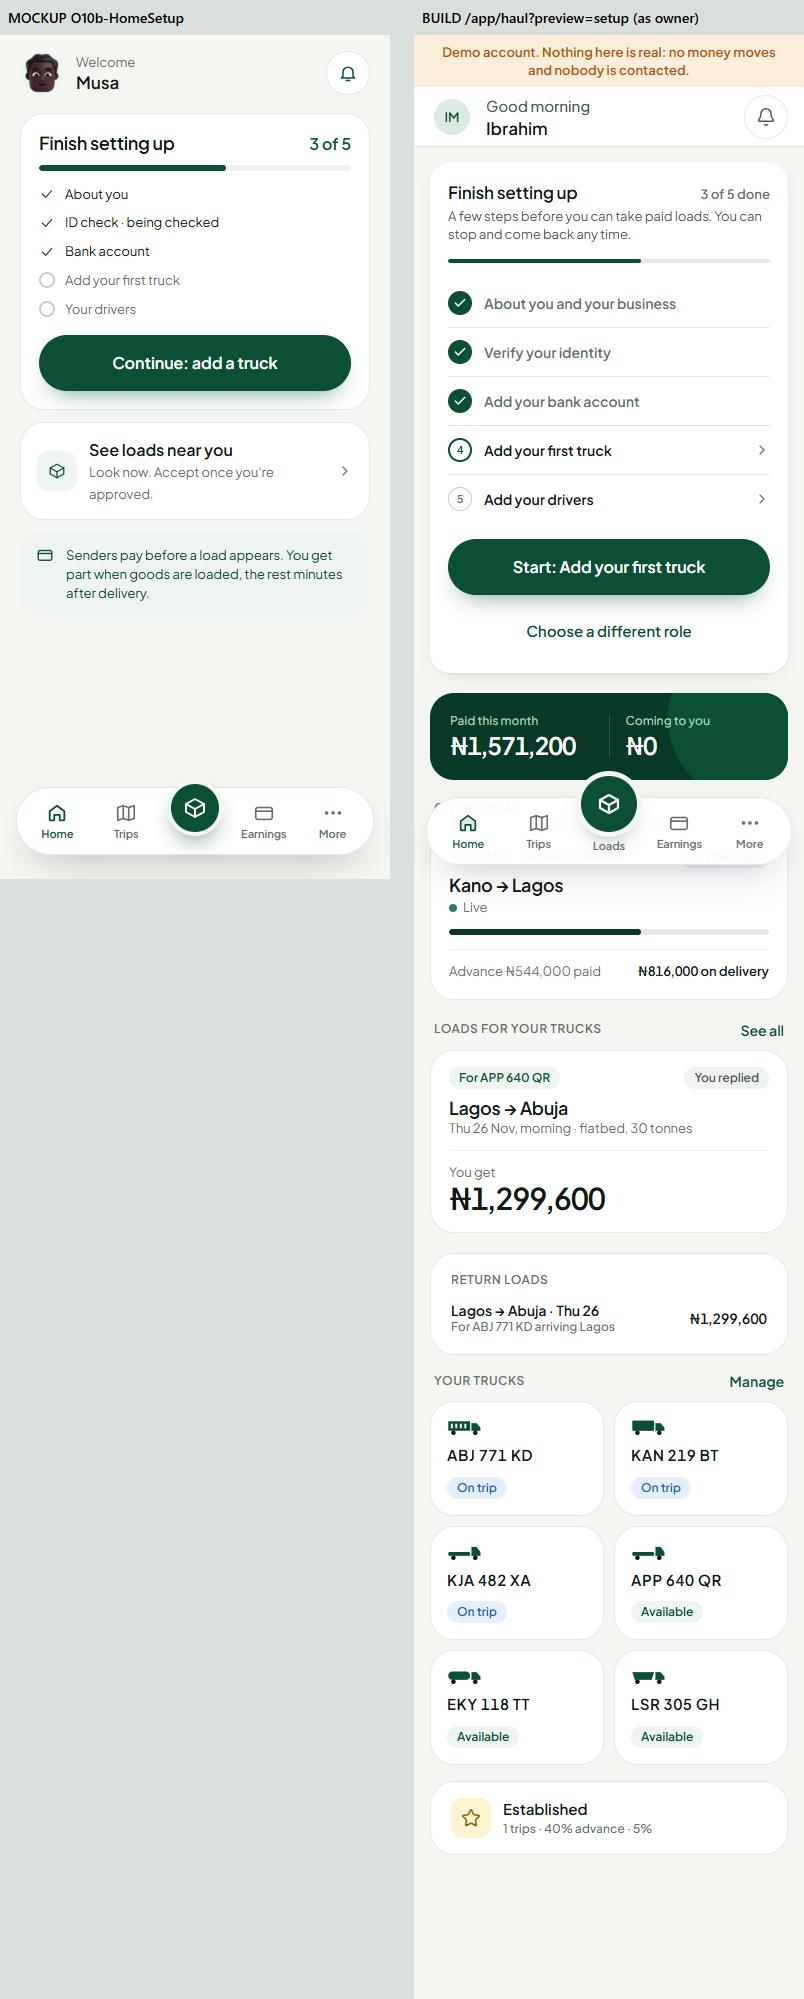 MOCKUP O10b-HomeSetup
Welcome
Musa
Finish setting up
3 of 5
About you
ID check · being checked
Bank account
Add your first truck
Your drivers
Continue: add a truck
See loads near you
Look now. Accept once you're
approved.
Senders pay before a load appears. You get
part when goods are loaded, the rest minutes
after delivery.
Home
Trips
Earnings
More
BUILD /app/haul?preview=setup (as owner)
Demo account. Nothing here is real: no money moves
and nobody is contacted.
IM
Good morning
Ibrahim
Finish setting up
3 of 5 done
A few steps before you can take paid loads. You can
stop and come back any time.
About you and your business
Verify your identity
Add your bank account
4
Add your first truck
5
Add your drivers
Start: Add your first truck
Choose a different role
Paid this month
₦1,571,200
Coming to you
₦0
Home
Trips
Loads
Earnings
More
Kano → Lagos
Live
Advance ₦544,000 paid
₦816,000 on delivery
LOADS FOR YOUR TRUCKS
See all
For APP 640 QR
You replied
Lagos → Abuja
Thu 26 Nov, morning · flatbed, 30 tonnes
You get
₦1,299,600
RETURN LOADS
Lagos → Abuja · Thu 26
For ABJ 771 KD arriving Lagos
₦1,299,600
YOUR TRUCKS
Manage
ABJ 771 KD
On trip
KAN 219 BT
On trip
KJA 482 XA
On trip
APP 640 QR
Available
EKY 118 TT
Available
LSR 305 GH
Available
Established
1 trips · 40% advance · 5%